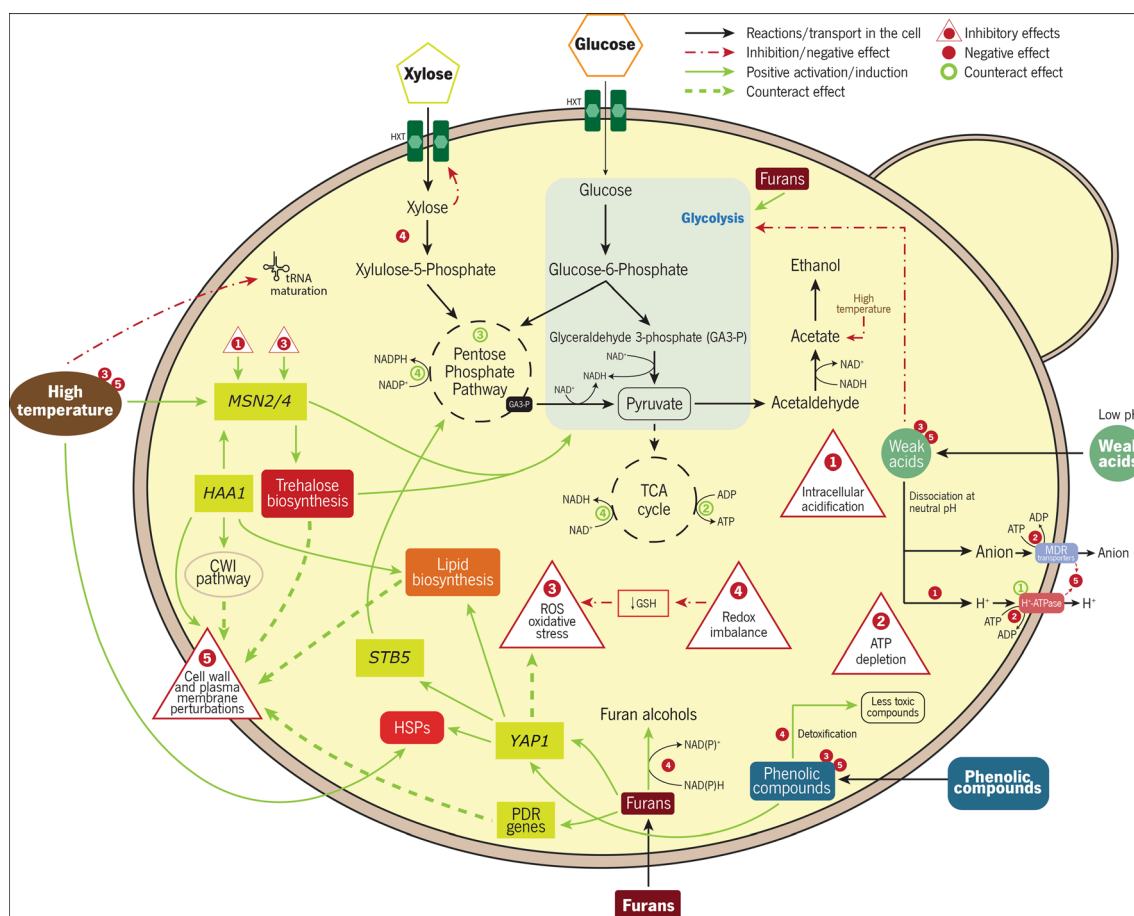 Reactions/transport in the cell
Inhibition/negative effect
Positive activation/induction
Counteract effect
Inhibitory effects
Negative effect
Counteract effect
Glucose
Xylose
HXT
HXT
Glucose
Furans
Glycolysis
Xylose
4
Xylulose-5-Phosphate
Glucose-6-Phosphate
Ethanol
High
temperature
tRNA
maturation
Acetate
Glyceraldehyde 3-phosphate (GA3-P)
3
Pentose
Phosphate
Pathway
NADPH
4
NADP+
GA3-P
NAD+
NADH
NAD+
Pyruvate
NAD+
NADH
Acetaldehyde
1
3
3
5
High
temperature
MSN2/4
Low pH
Weak
acids
3
5
Weak
acids
1
Intracellular
acidification
Dissociation at
neutral pH
HAA1
Trehalose
biosynthesis
TCA
cycle
NADH
4
NAD+
ADP
2
ATP
ADP
ATP
2
Anion
MDR
transporters
Anion
5
CWI
pathway
Lipid
biosynthesis
1
H+
1
H+-ATPase
H+
ATP
2
ADP
3
ROS
oxidative
stress
↓GSH
4
Redox
imbalance
2
ATP
depletion
5
Cell wall
and plasma
membrane
perturbations
STB5
HSPs
YAP1
Furan alcohols
Less toxic
compounds
4
Detoxification
NAD(P)+
4
NAD(P)H
3
5
Phenolic
compounds
Phenolic
compounds
PDR
genes
Furans
Furans